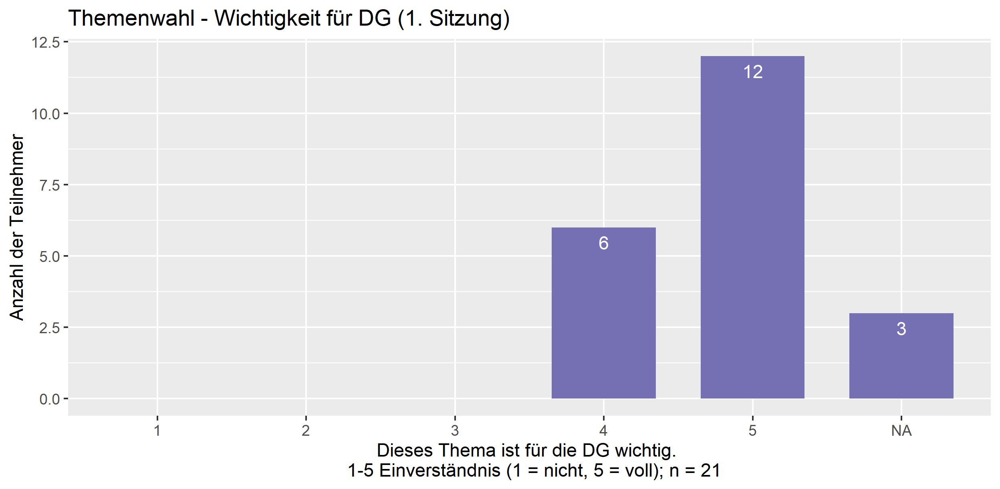 Themenwahl - Wichtigkeit für DG (1. Sitzung)
Anzahl der Teilnehmer
12.5
10.0
7.5
5.0
2.5
0.0
6
12
3
1 2 3 4 5 NA
Dieses Thema ist für die DG wichtig.
1-5 Einverständnis (1 = nicht, 5 = voll); n = 21